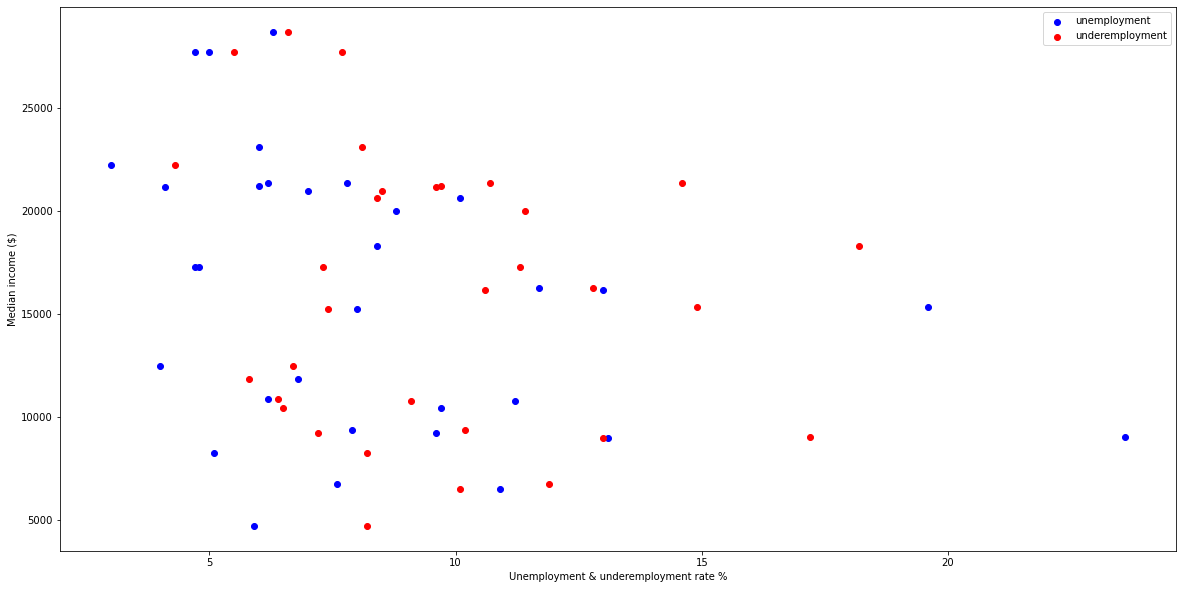 unemployment
underemployment
25000
20000
15000
10000
5000
Median income ($)
5
10
15
20
Unemployment & underemployment rate %